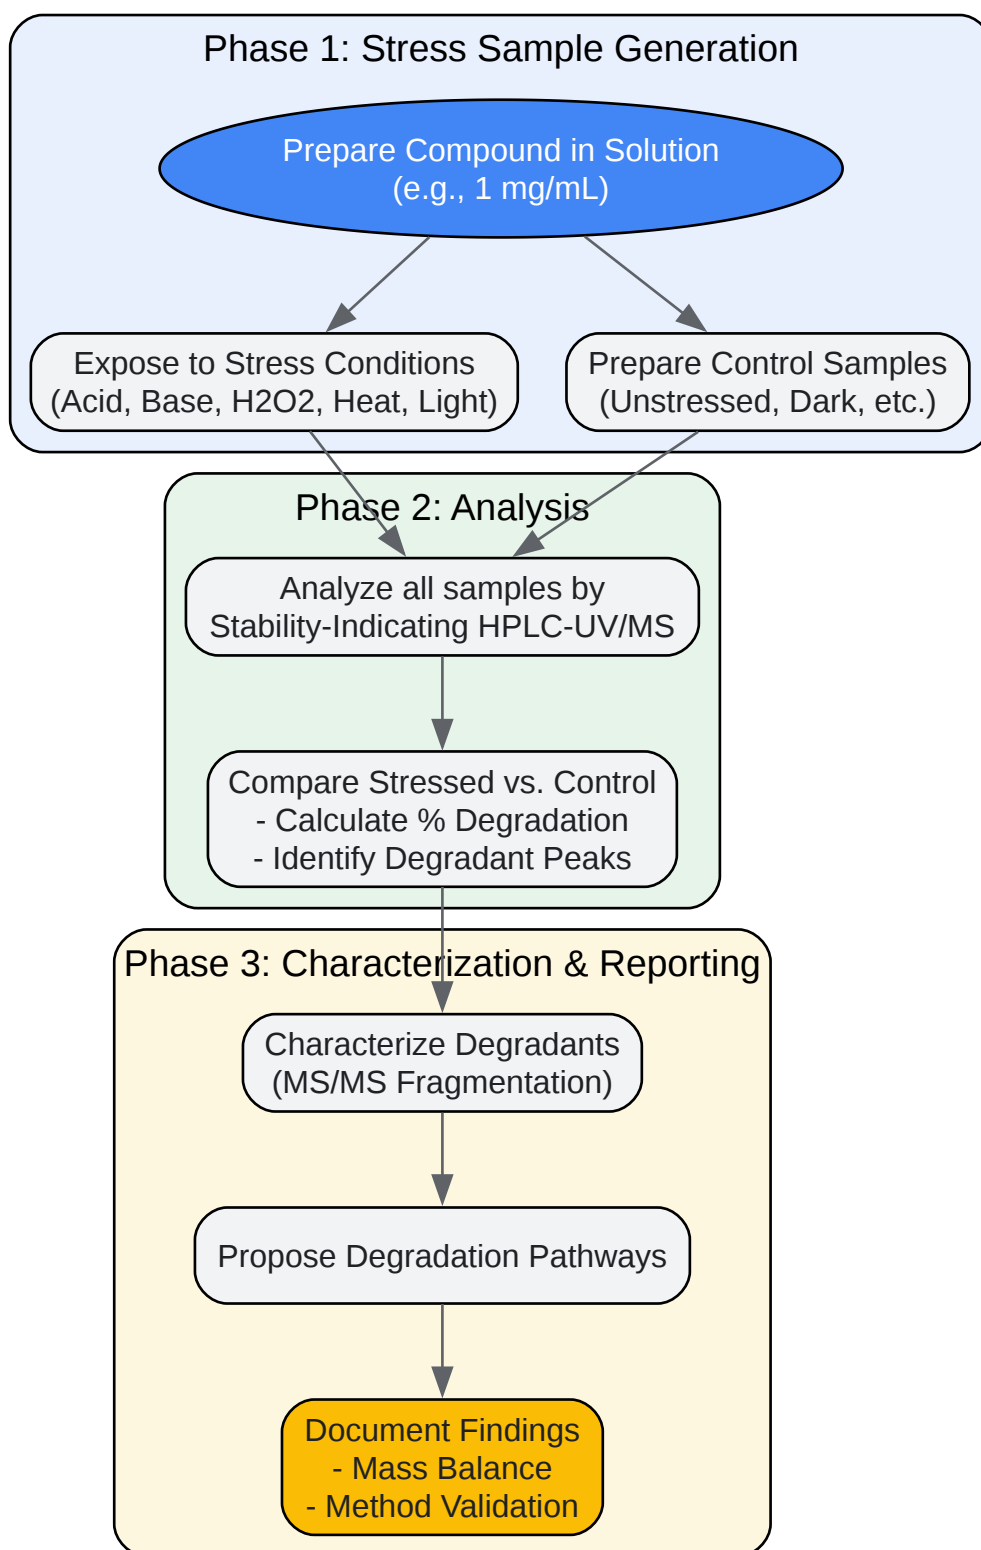 Phase 1: Stress Sample Generation
Prepare Compound in Solution
(e.g., 1 mg/mL)
Expose to Stress Conditions
(Acid, Base, H2O2, Heat, Light)
Prepare Control Samples
(Unstressed, Dark, etc.)
Phase 2: Analysis
Analyze all samples by
Stability-Indicating HPLC-UV/MS
Compare Stressed vs. Control
- Calculate % Degradation
- Identify Degradant Peaks
Phase 3: Characterization & Reporting
Characterize Degradants
(MS/MS Fragmentation)
Propose Degradation Pathways
Document Findings
- Mass Balance
- Method Validation